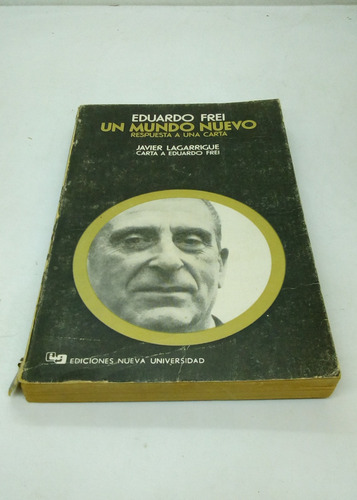 EDUARDO FREI
UN MUNDO NUEVO
RESPUESTA A UNA CARTA
JAVIER LAGARRIGUE
CARTA A EDUARDO FREI
EDICIONES NUEVA UNIVERSIDAD